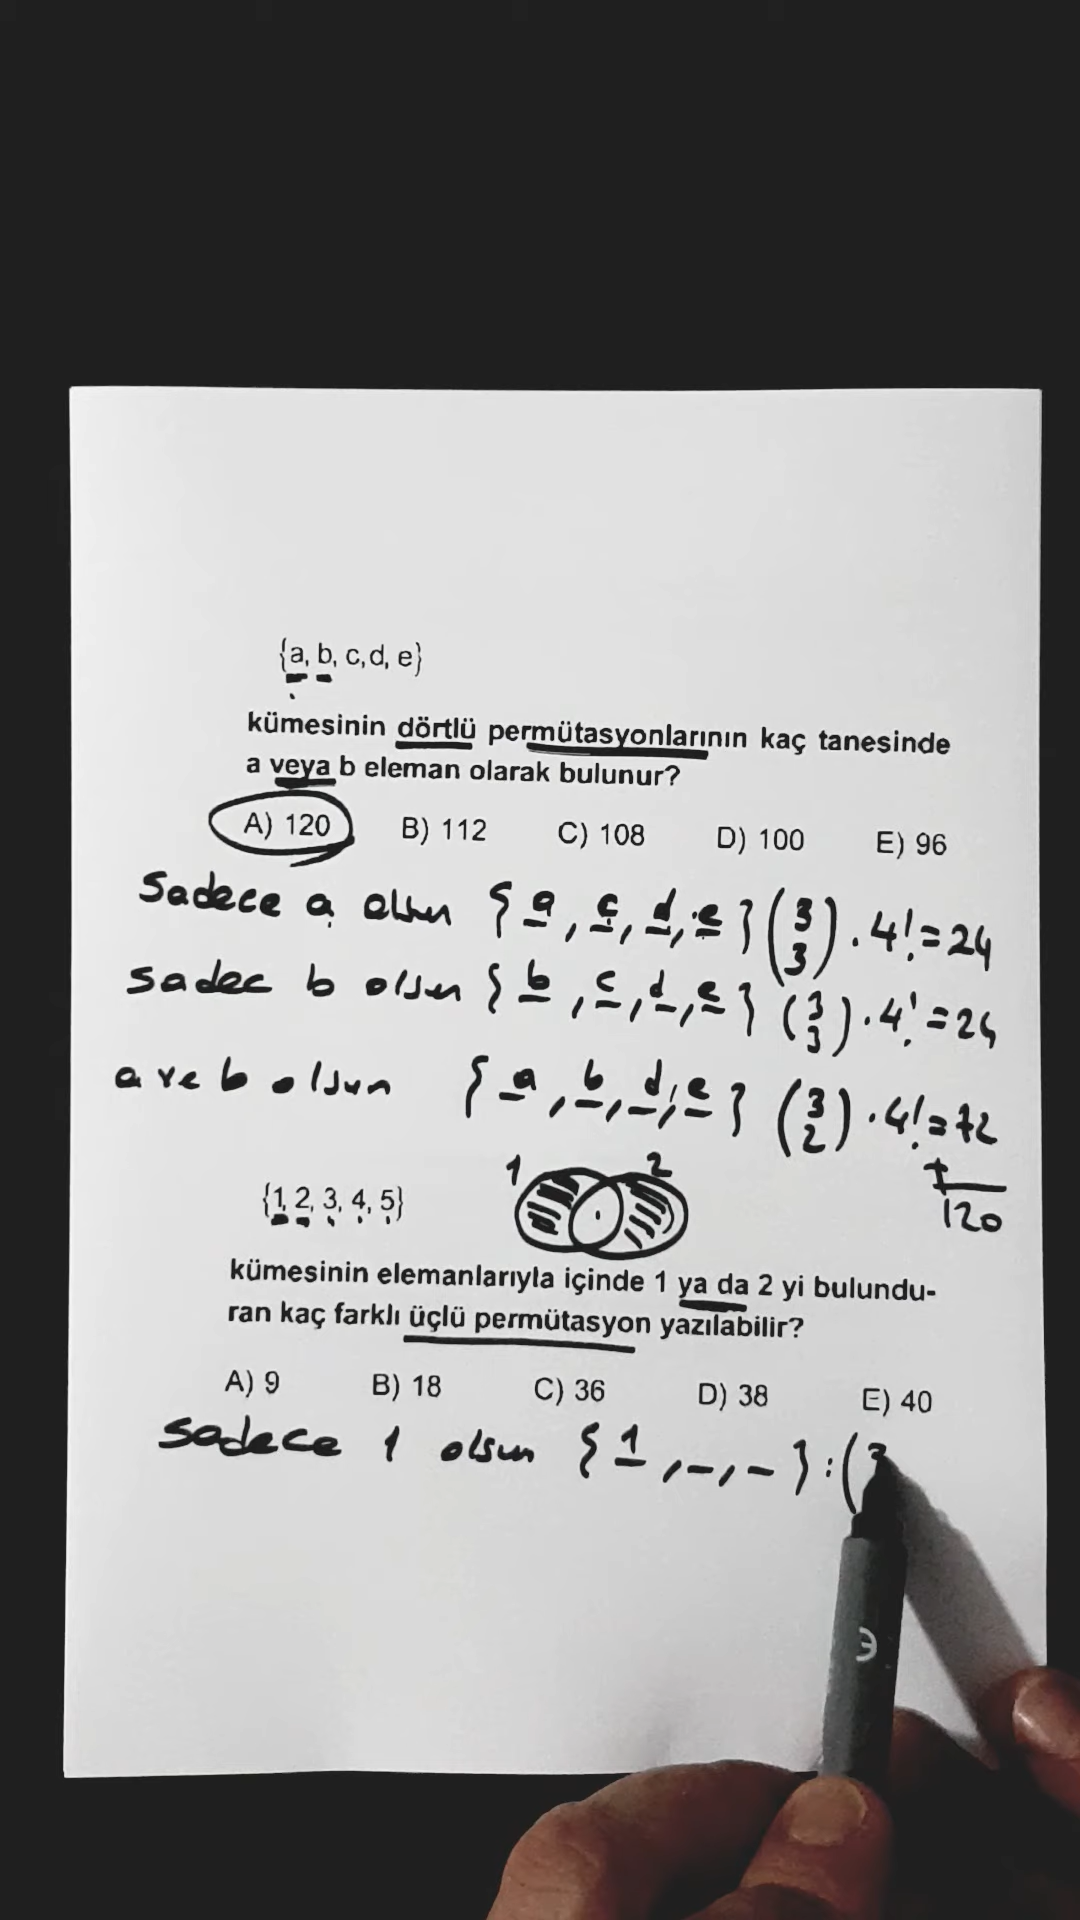 {a, b, c,d, e}
kümesinin dörtlü permütasyonlarının kaç tanesinde
a veya b eleman olarak bulunur?
A) 120 B) 112 C) 108 D) 100 E) 96
Sadece a olsun { a , c , d , e } (3 3) . 4! = 24
sadec b olsun { b , c , d , e } (3 3) . 4! = 24
a ve b olsun { a , b , d , e } (3 2) . 4! = 72
+
120
1 2
{1, 2, 3, 4, 5}
kümesinin elemanlarıyla içinde 1 ya da 2 yi bulundu-
ran kaç farklı üçlü permütasyon yazılabilir?
A) 9 B) 18 C) 36 D) 38 E) 40
sadece 1 olsun { 1 , _ , _ } : (3